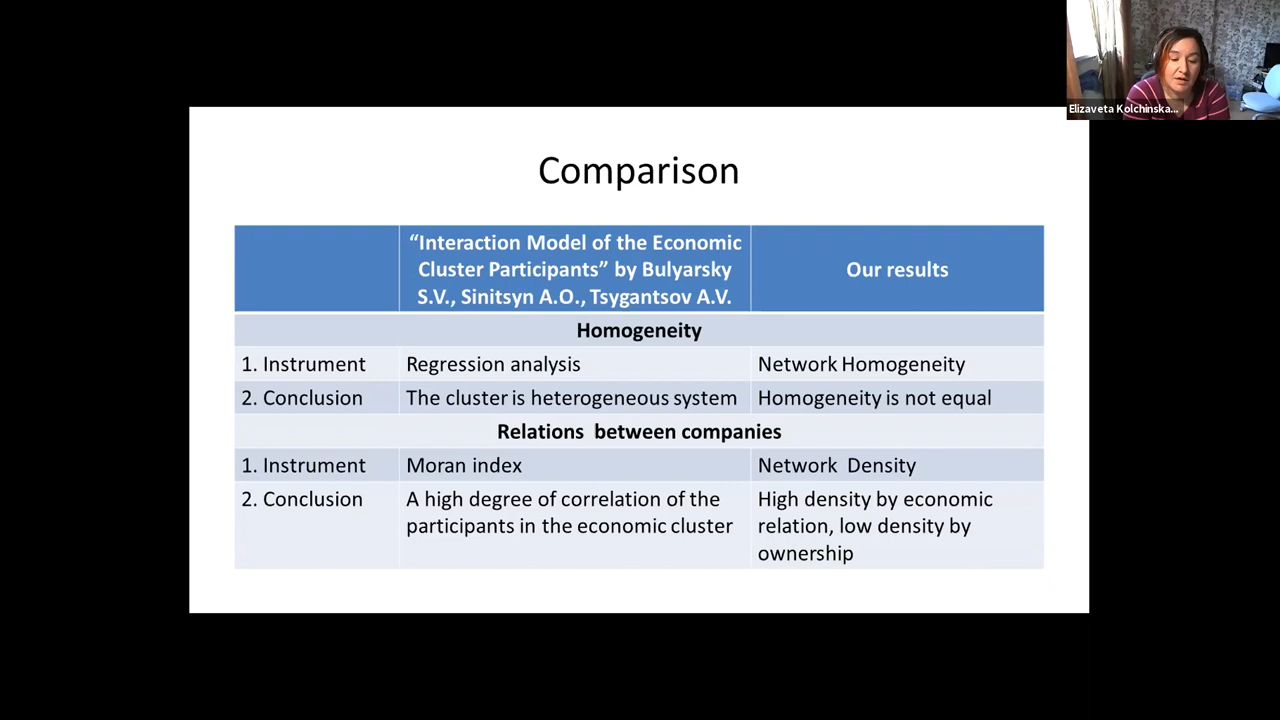 Elizaveta Kolchinska...
Comparison
“Interaction Model of the Economic
Cluster Participants” by Bulyarsky
S.V., Sinitsyn A.O., Tsygantsov A.V.
Our results
Homogeneity
1. Instrument
Regression analysis
Network Homogeneity
2. Conclusion
The cluster is heterogeneous system
Homogeneity is not equal
Relations between companies
1. Instrument
Moran index
Network Density
2. Conclusion
A high degree of correlation of the
participants in the economic cluster
High density by economic
relation, low density by
ownership